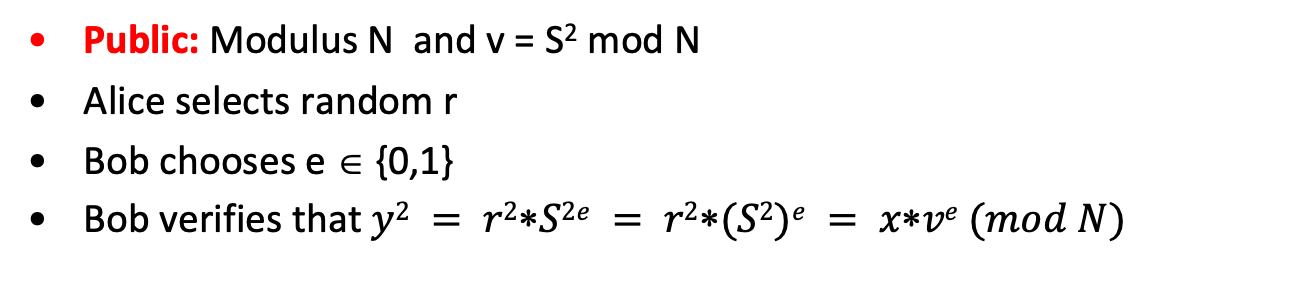 • Public: Modulus N and v = S² mod N
• Alice selects random r
• Bob chooses e ∈ {0,1}
• Bob verifies that y² = r²*S²ᵉ = r²*(S²)ᵉ = x*vᵉ (mod N)